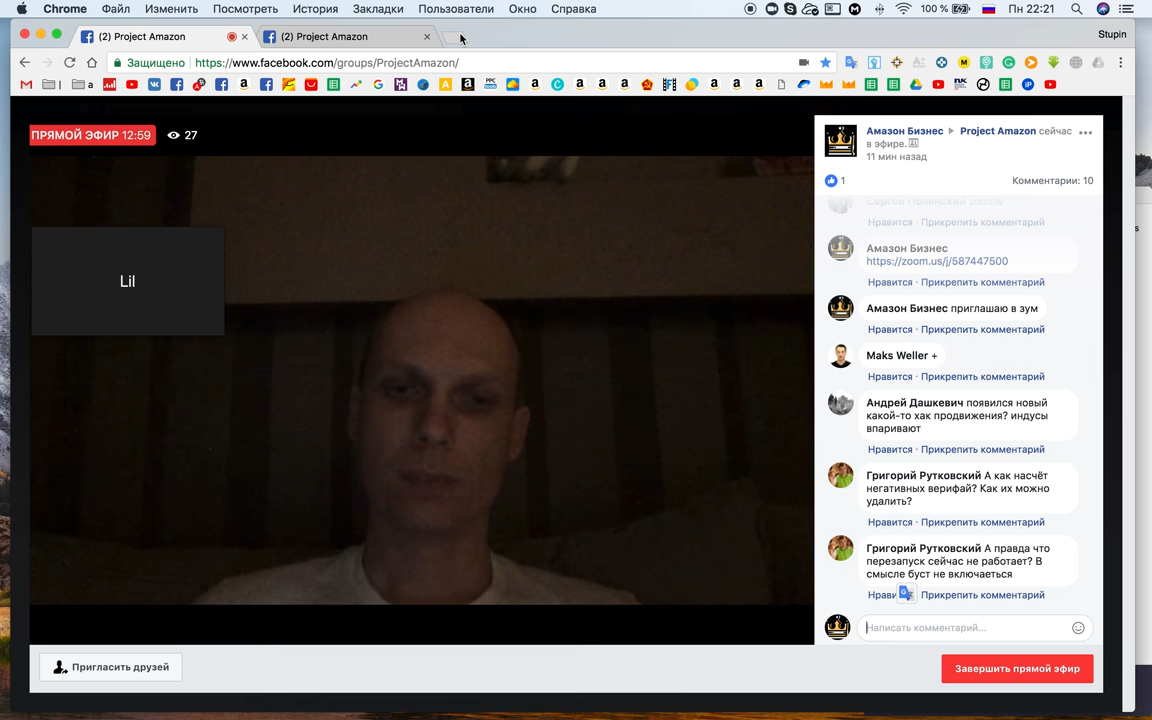 Chrome Файл Изменить Посмотреть История Закладки Пользователи Окно Справка 100 % Пн 22:21
(2) Project Amazon (2) Project Amazon Stupin
Защищено https://www.facebook.com/groups/ProjectAmazon/
a
ПРЯМОЙ ЭФИР 12:59 27
Lil
Амазон Бизнес Project Amazon сейчас
в эфире.
11 мин назад
1 Комментарии: 10
Нравится · Прикрепить комментарий
Амазон Бизнес
https://zoom.us/j/587447500
Нравится · Прикрепить комментарий
Амазон Бизнес приглашаю в зум
Нравится · Прикрепить комментарий
Maks Weller +
Нравится · Прикрепить комментарий
Андрей Дашкевич появился новый
какой-то хак продвижения? индусы
впаривают
Нравится · Прикрепить комментарий
Григорий Рутковский А как насчёт
негативных верифай? Как их можно
удалить?
Нравится · Прикрепить комментарий
Григорий Рутковский А правда что
перезапуск сейчас не работает? В
смысле буст не включаеться
Нрави Прикрепить комментарий
Написать комментарий...
Пригласить друзей
Завершить прямой эфир